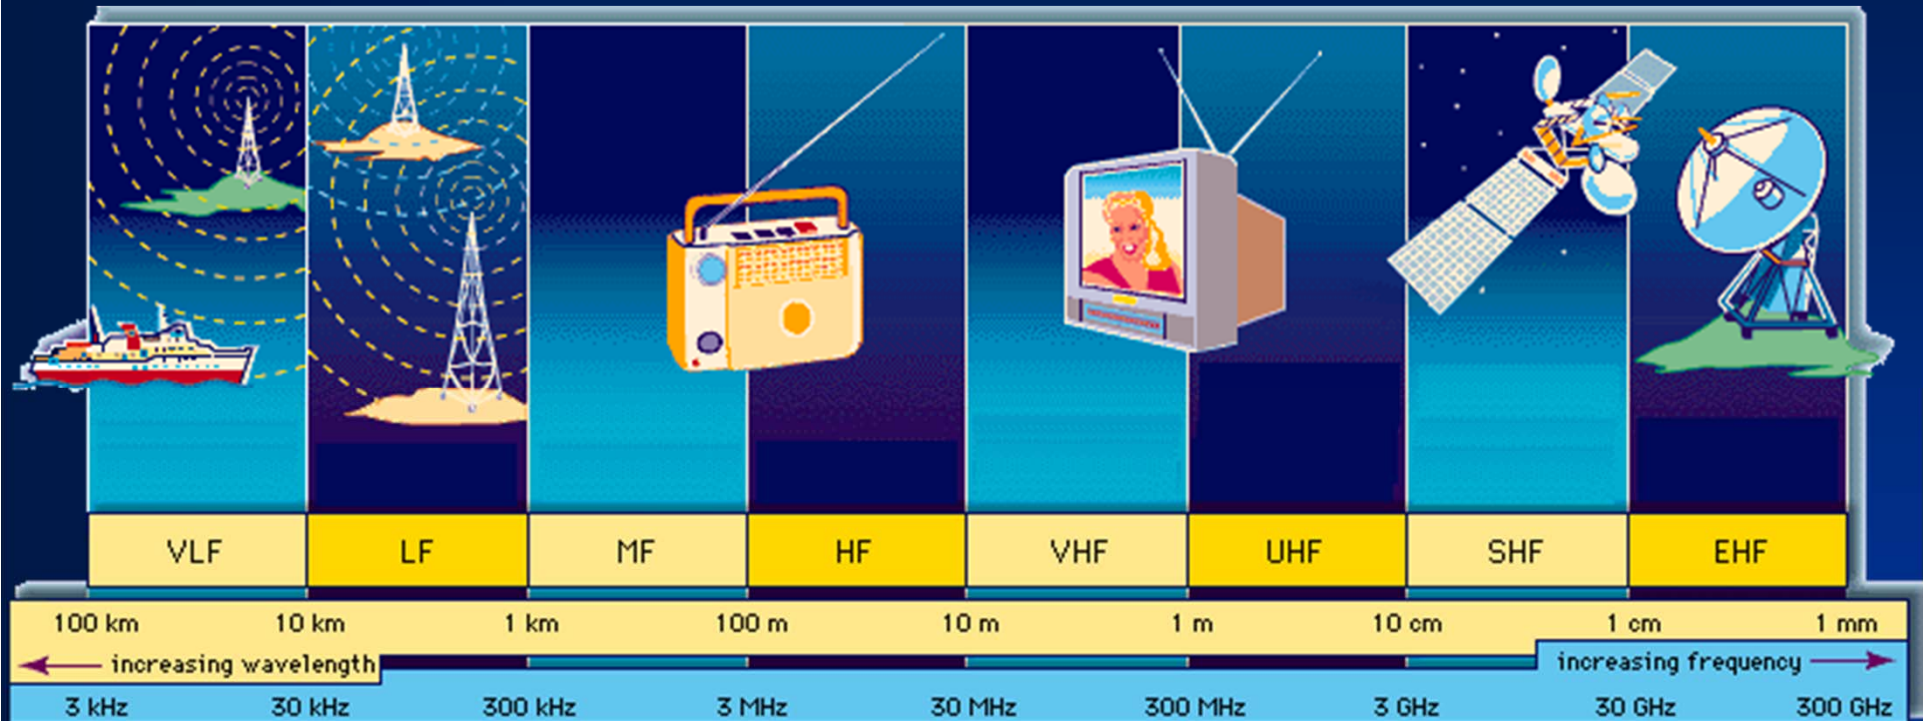 VLF LF MF HF VHF UHF SHF EHF
100 km 10 km 1 km 100 m 10 m 1 m 10 cm 1 cm 1 mm
increasing wavelength increasing frequency
3 kHz 30 kHz 300 kHz 3 MHz 30 MHz 300 MHz 3 GHz 30 GHz 300 GHz